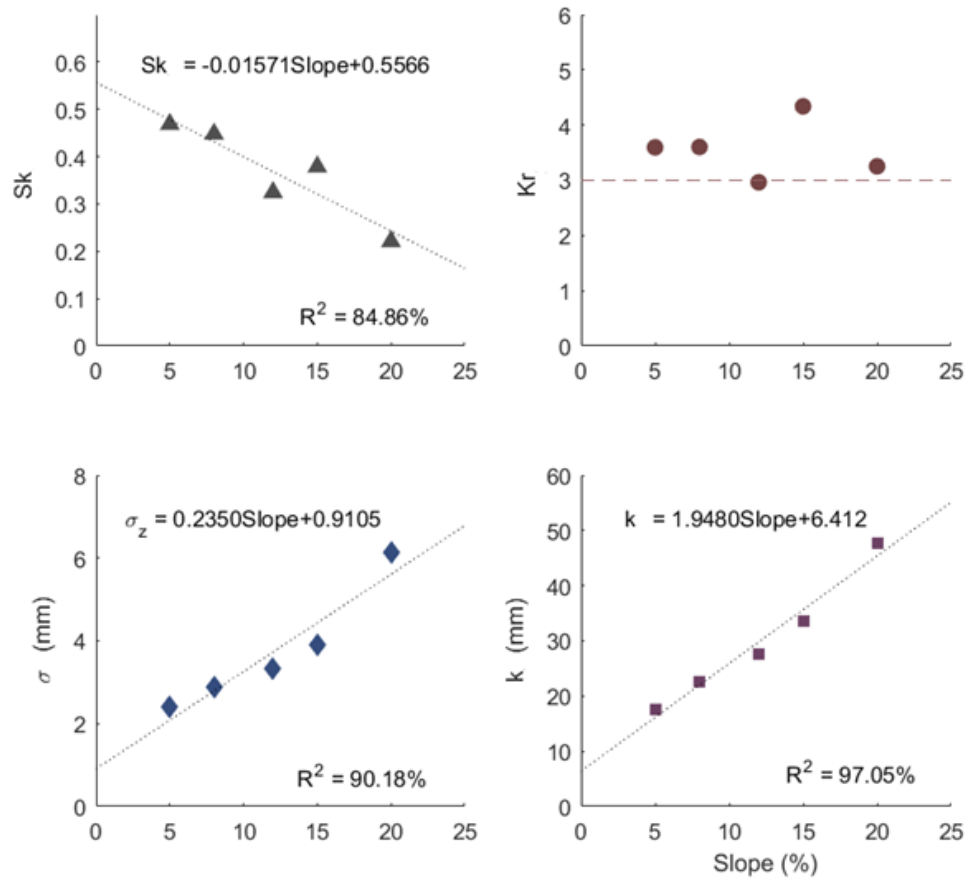 Sk = -0.01571Slope+0.5566
0.6
0.5
0.4
0.3
0.2
0.1
0
Sk
R² = 84.86%
0 5 10 15 20 25
6
5
4
3
2
1
0
Kr
0 5 10 15 20 25
8
6
4
2
0
σ (mm)
σz = 0.2350Slope+0.9105
R² = 90.18%
0 5 10 15 20 25
60
50
40
30
20
10
0
k (mm)
k = 1.9480Slope+6.412
R² = 97.05%
0 5 10 15 20 25
Slope (%)